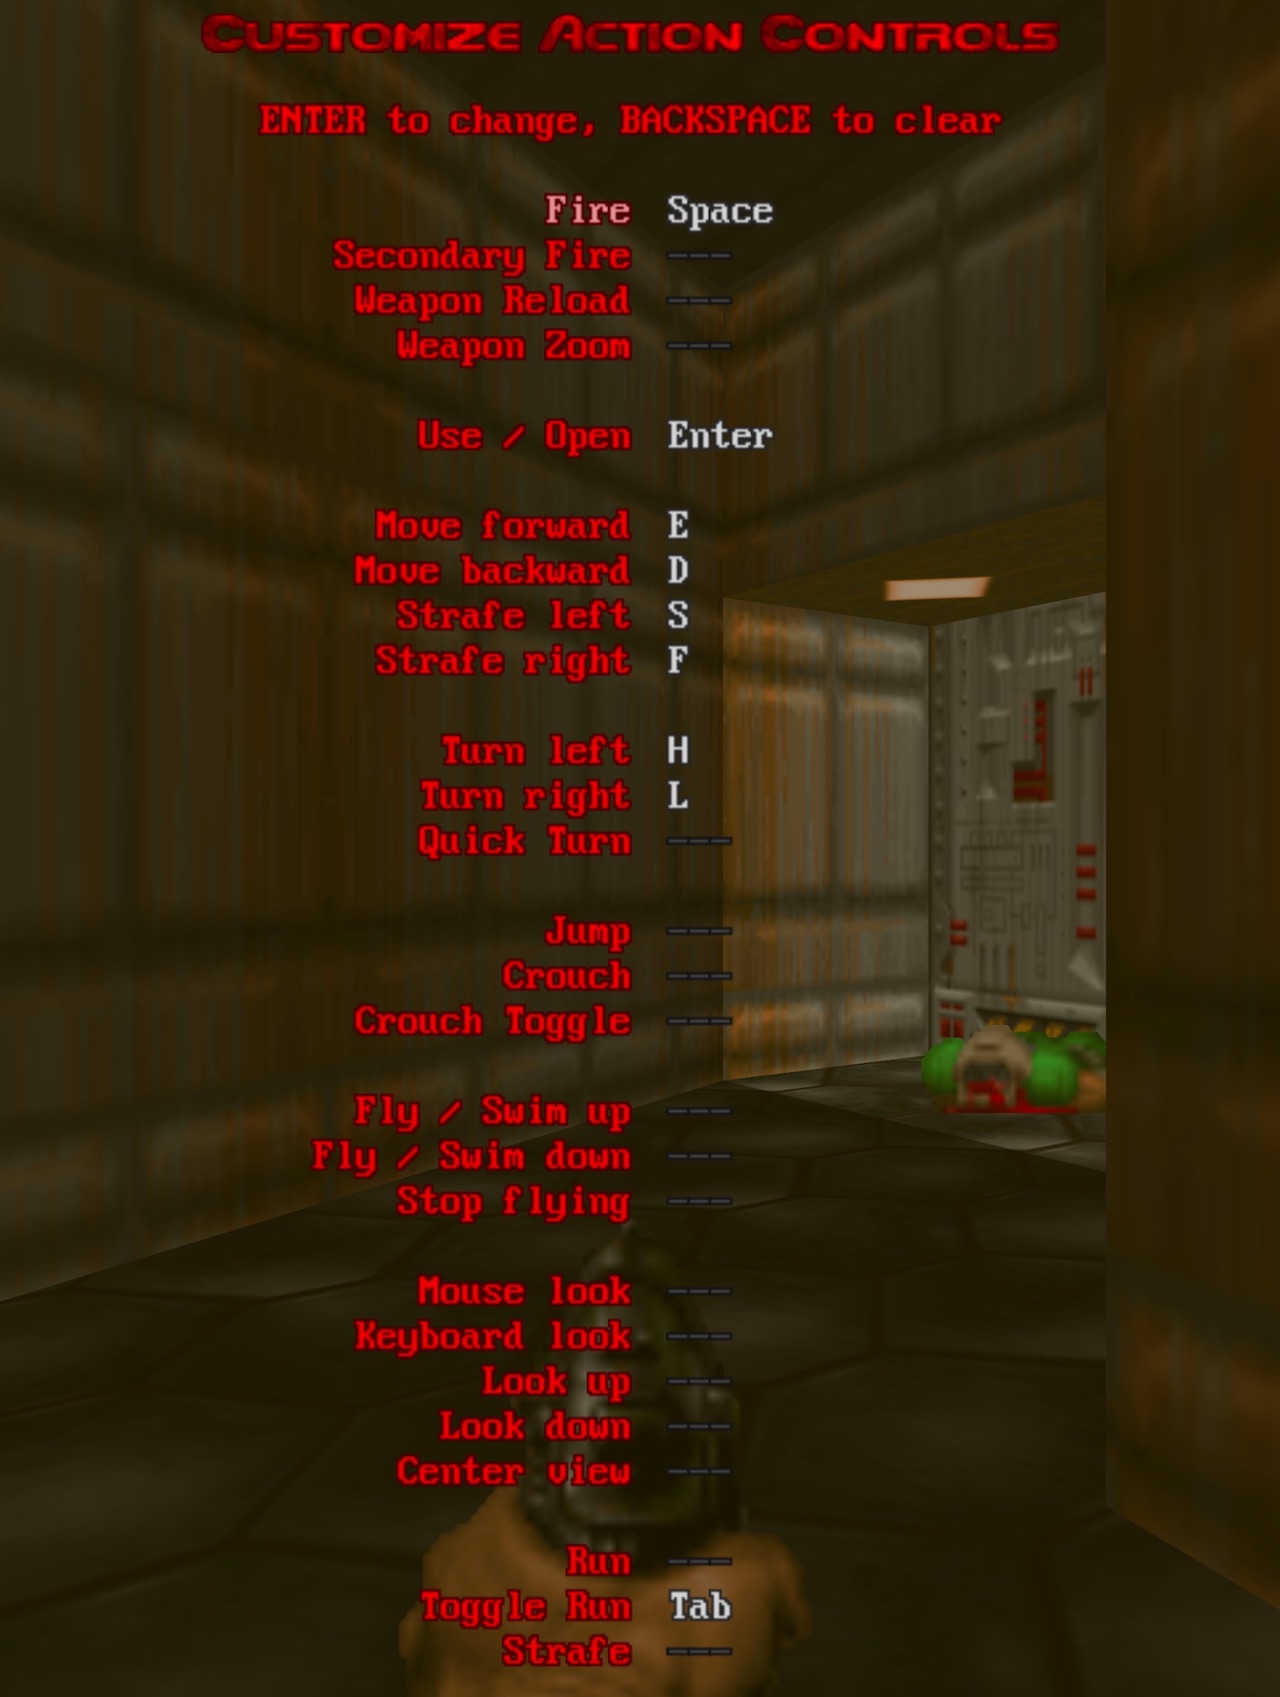 CUSTOMIZE ACTION CONTROLS
ENTER to change, BACKSPACE to clear
Fire Space
Secondary Fire ---
Weapon Reload ---
Weapon Zoom ---
Use / Open Enter
Move forward E
Move backward D
Strafe left S
Strafe right F
Turn left H
Turn right L
Quick Turn ---
Jump ---
Crouch ---
Crouch Toggle ---
Fly / Swim up ---
Fly / Swim down ---
Stop flying ---
Mouse look ---
Keyboard look ---
Look up ---
Look down ---
Center view ---
Run ---
Toggle Run Tab
Strafe ---